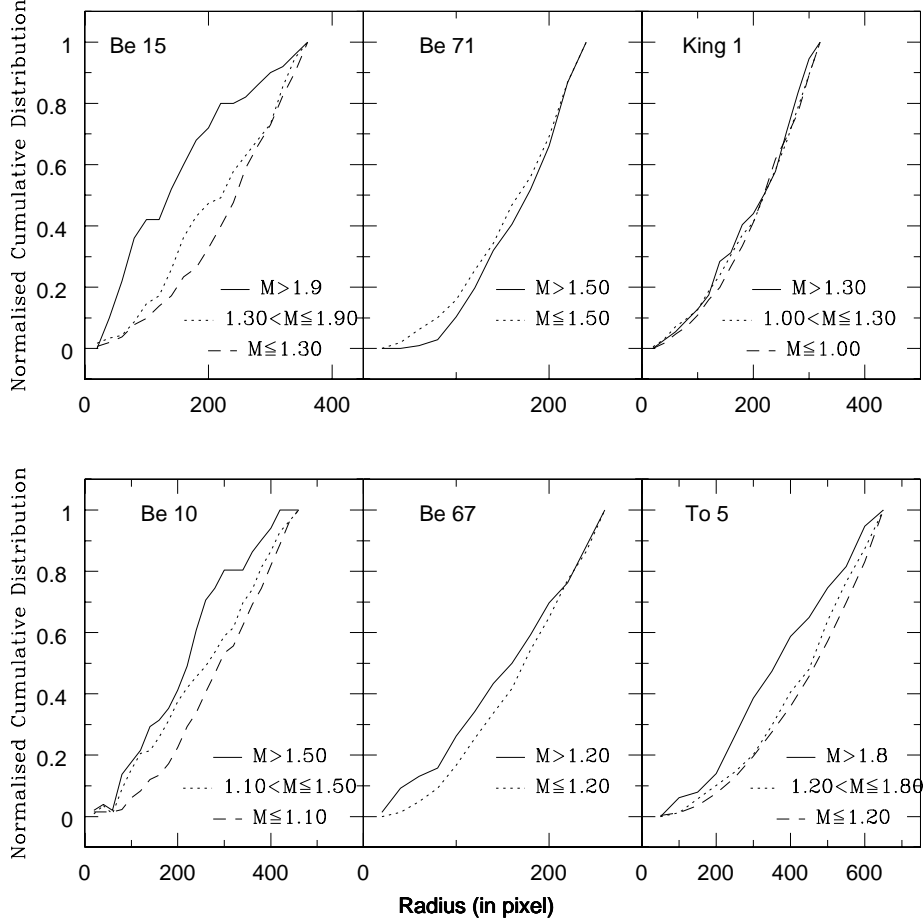 Normalised Cumulative Distribution
Be 15
Be 71
King 1
1
0.8
0.6
0.4
0.2
0
M>1.9
1.30<M≦1.90
M≦1.30
M>1.50
M≦1.50
M>1.30
1.00<M≦1.30
M≦1.00
0 200 400
0 200
0 200 400
500
Normalised Cumulative Distribution
Be 10
Be 67
To 5
1
0.8
0.6
0.4
0.2
0
M>1.50
1.10<M≦1.50
M≦1.10
M>1.20
M≦1.20
M>1.8
1.20<M≦1.80
M≦1.20
0 200 400 600
0 200
0 200 400 600
Radius (in pixel)